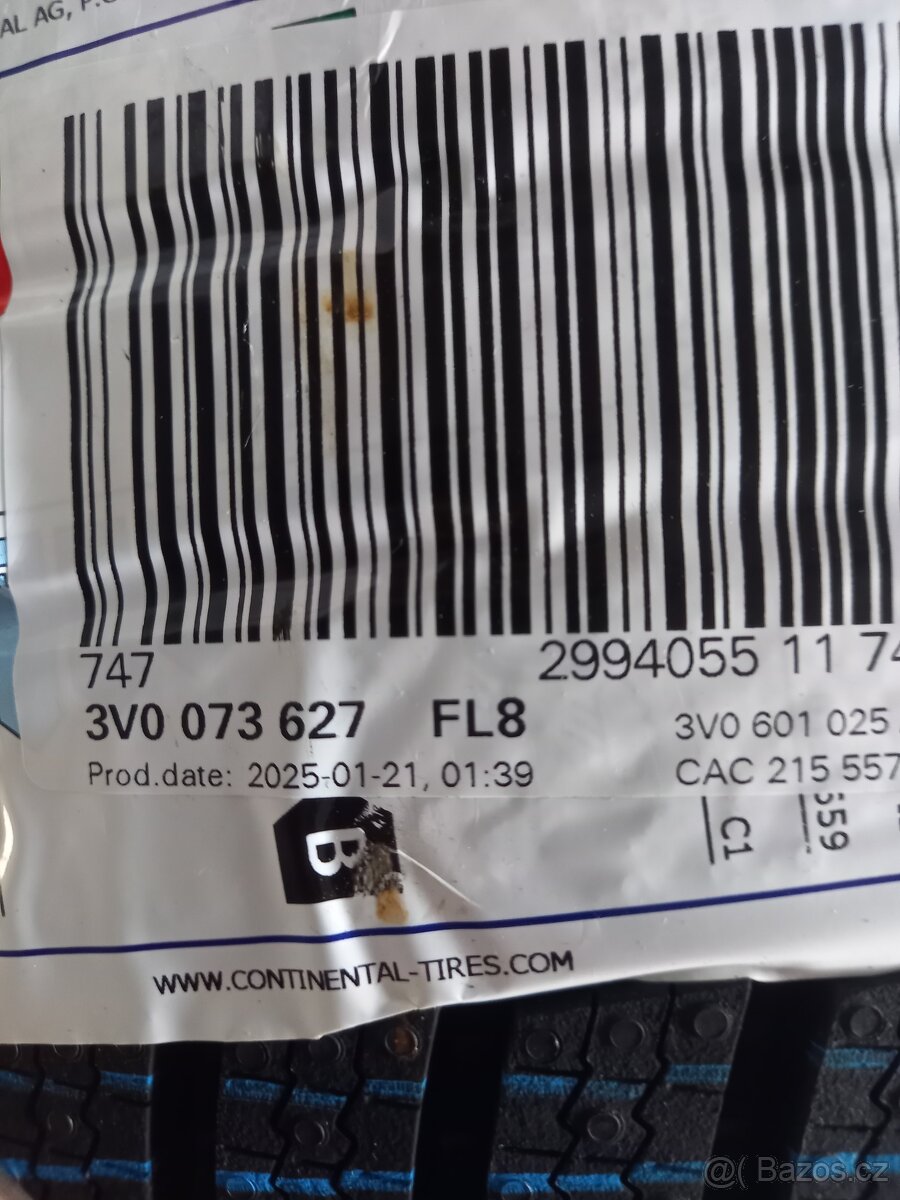 AL AG,
747 2994055 11 74
3V0 073 627 FL8 3V0 601 025
Prod.date: 2025-01-21, 01:39 CAC 215 557
B
C1
559
WWW.CONTINENTAL-TIRES.COM
@( Bazos.cz